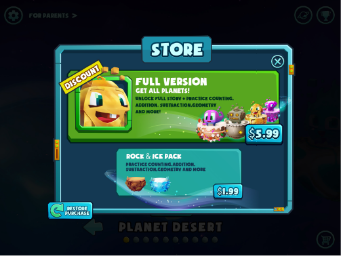 FOR PARENTS >
STORE
DISCOUNT
FULL VERSION
GET ALL PLANETS!
UNLOCK FULL STORY + PRACTICE COUNTING,
ADDITION, SUBTRACTION,GEOMETRY
AND MORE!
$5.99
ROCK & ICE PACK
PRACTICE COUNTING,ADDITION,
SUBTRACTION,GEOMETRY AND MORE
$1.99
RESTORE
PURCHASE
PLANET DESERT